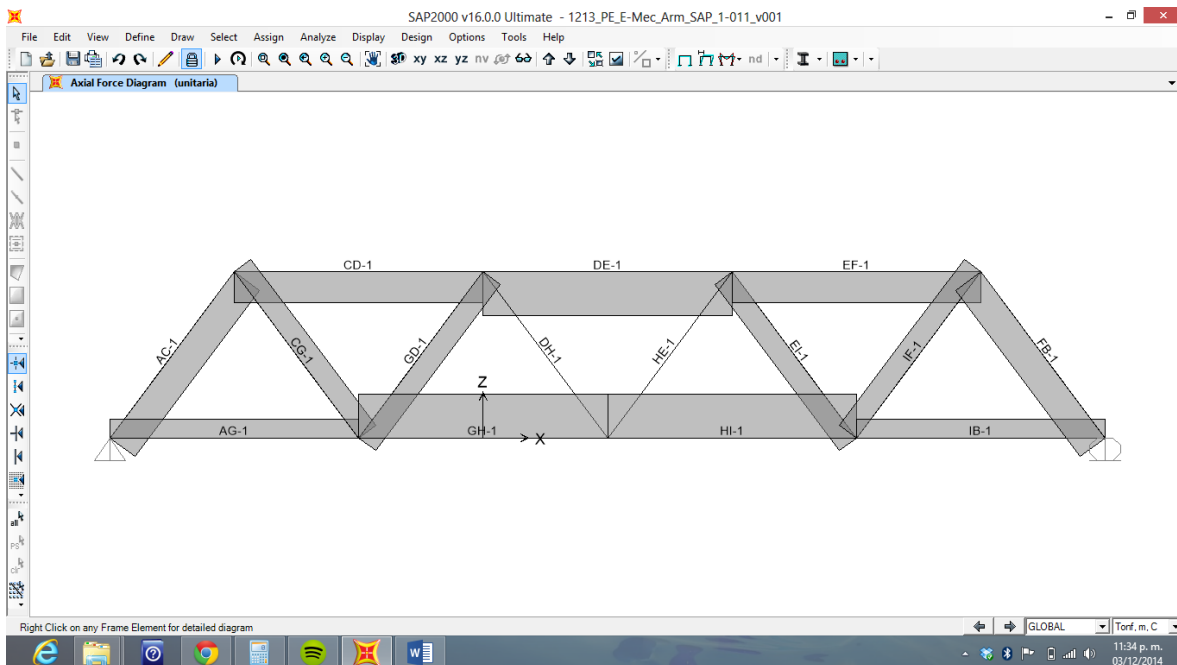 SAP2000 v16.0.0 Ultimate - 1213_PE_E-Mec_Arm_SAP_1-011_v001
File Edit View Define Draw Select Assign Analyze Display Design Options Tools Help
3D xy xz yz nv nd
Axial Force Diagram (unitaria)
CD-1 DE-1 EF-1
AC-1 CG-1 GD-1 DH-1 HE-1 EI-1 IF-1 FB-1
Z
AG-1 GH-1 X HI-1 IB-1
all
PS
clr
Right Click on any Frame Element for detailed diagram
GLOBAL Tonf, m, C
W
11:34 p. m.
03/12/2014